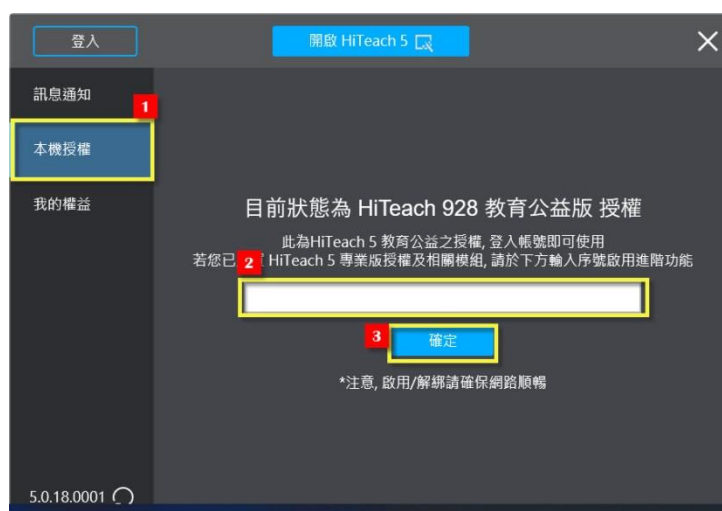 登入
開啟 HiTeach 5
訊息通知
1
本機授權
我的權益
目前狀態為 HiTeach 928 教育公益版 授權
此為HiTeach 5 教育公益之授權, 登入帳號即可使用
若您已 2 HiTeach 5 專業版授權及相關模組, 請於下方輸入序號啟用進階功能
3
確定
*注意, 啟用/解綁請確保網路順暢
5.0.18.0001